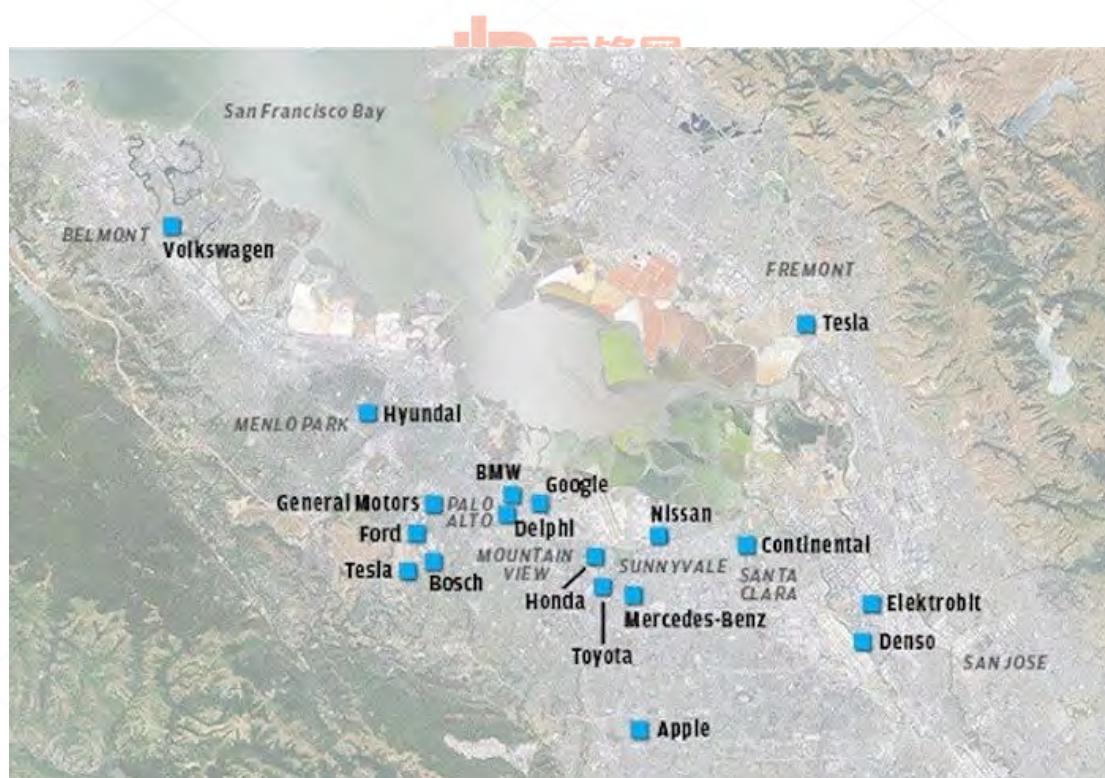 San Francisco Bay
BELMONT
Volkswagen
FREMONT
Tesla
MENLO PARK
Hyundai
BMW
Google
General Motors
PALO
ALTO
Delphi
Ford
Nissan
Continental
MOUNTAIN
VIEW
SUNNYVALE
SANTA
CLARA
Tesla
Bosch
Honda
Mercedes-Benz
Elektrobit
Toyota
Denso
SAN JOSE
Apple